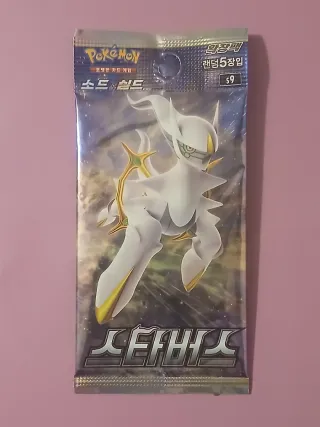 Pokémon
포켓몬 카드 게임
소드 & 실드
확장팩
랜덤5장입
s9
스타버스